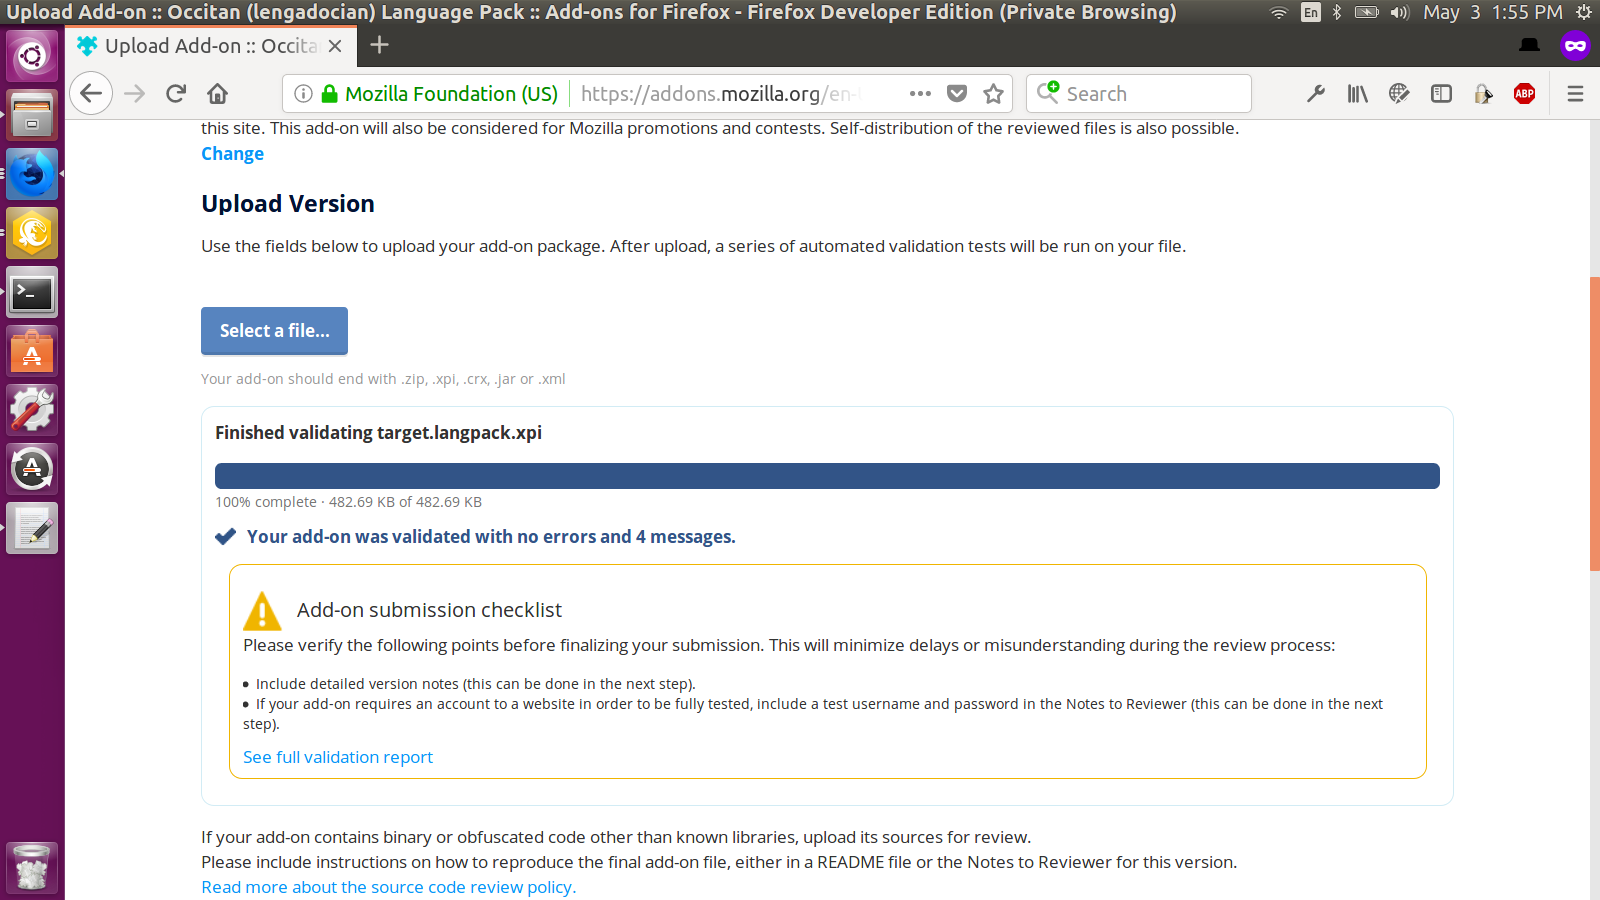 Upload Add-on :: Occitan (lengadocian) Language Pack :: Add-ons for Firefox - Firefox Developer Edition (Private Browsing)
En
May 3 1:55 PM
Upload Add-on :: Occita
Mozilla Foundation (US)
https://addons.mozilla.org/en-
Search
ABP
this site. This add-on will also be considered for Mozilla promotions and contests. Self-distribution of the reviewed files is also possible.
Change
Upload Version
Use the fields below to upload your add-on package. After upload, a series of automated validation tests will be run on your file.
Select a file...
Your add-on should end with .zip, .xpi, .crx, .jar or .xml
Finished validating target.langpack.xpi
100% complete · 482.69 KB of 482.69 KB
Your add-on was validated with no errors and 4 messages.
Add-on submission checklist
Please verify the following points before finalizing your submission. This will minimize delays or misunderstanding during the review process:
• Include detailed version notes (this can be done in the next step).
• If your add-on requires an account to a website in order to be fully tested, include a test username and password in the Notes to Reviewer (this can be done in the next
step).
See full validation report
If your add-on contains binary or obfuscated code other than known libraries, upload its sources for review.
Please include instructions on how to reproduce the final add-on file, either in a README file or the Notes to Reviewer for this version.
Read more about the source code review policy.